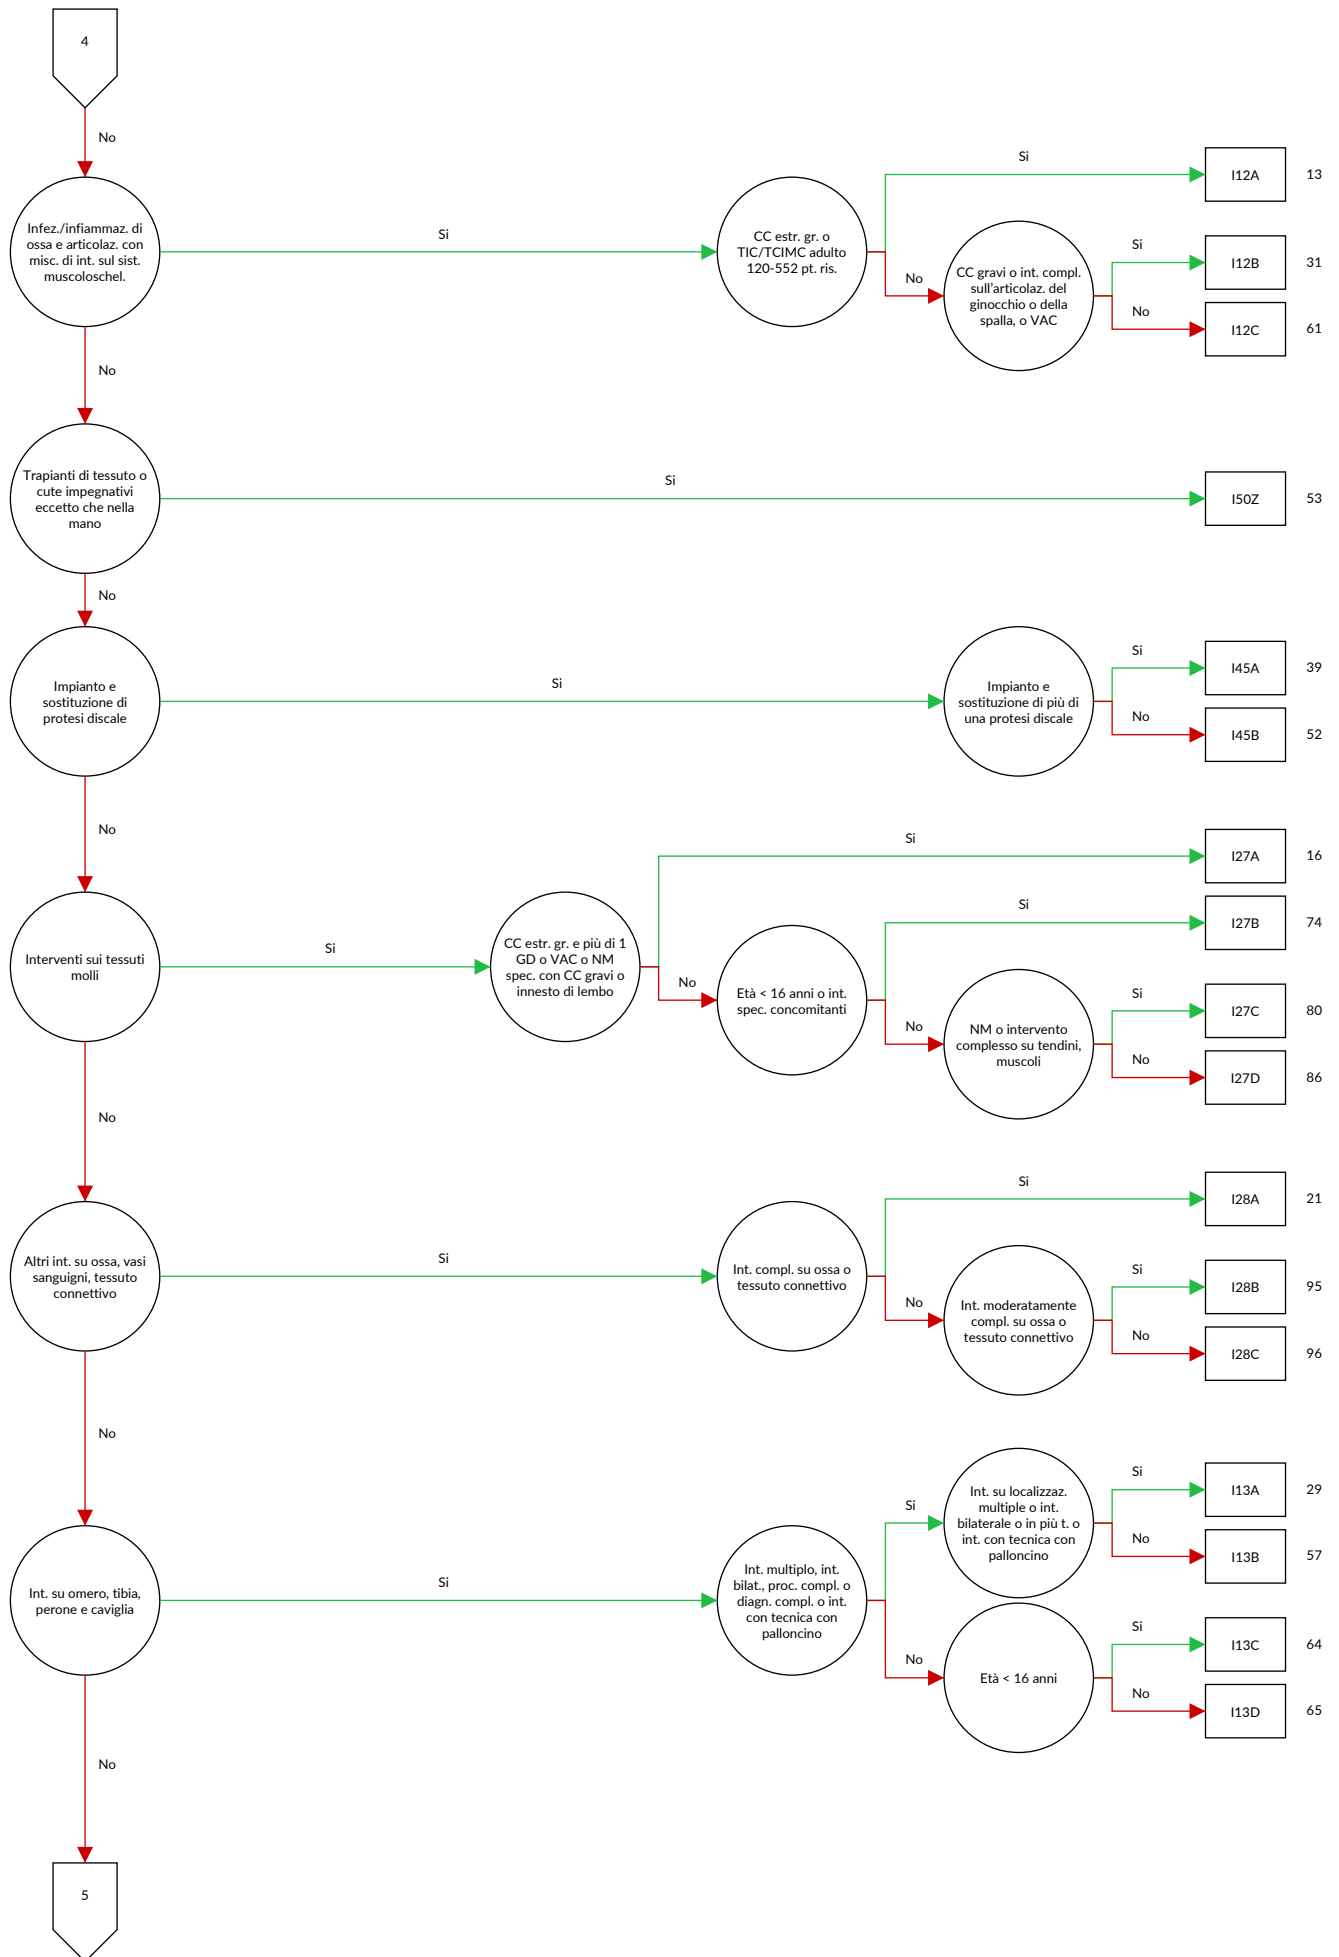 4
No
Infez./infiammaz. di
ossa e articolaz. con
misc. di int. sul sist.
muscoloschel.
Si
CC estr. gr. o
TIC/TCIMC adulto
120-552 pt. ris.
Si
I12A
13
No
CC gravi o int. compl.
sull'articolaz. del
ginocchio o della
spalla, o VAC
Si
I12B
31
No
I12C
61
No
Trapianti di tessuto o
cute impegnativi
eccetto che nella
mano
Si
I50Z
53
No
Impianto e
sostituzione di
protesi discale
Si
Impianto e
sostituzione di più di
una protesi discale
Si
I45A
39
No
I45B
52
No
Interventi sui tessuti
molli
Si
CC estr. gr. e più di 1
GD o VAC o NM
spec. con CC gravi o
innesto di lembo
Si
I27A
16
No
Età < 16 anni o int.
spec. concomitanti
Si
I27B
74
No
NM o intervento
complesso su tendini,
muscoli
Si
I27C
80
No
I27D
86
No
Altri int. su ossa, vasi
sanguigni, tessuto
connettivo
Si
Int. compl. su ossa o
tessuto connettivo
Si
I28A
21
No
Int. moderatamente
compl. su ossa o
tessuto connettivo
Si
I28B
95
No
I28C
96
No
Int. su omero, tibia,
perone e caviglia
Si
Int. multiplo, int.
bilat., proc. compl. o
diagn. compl. o int.
con tecnica con
palloncino
Si
Int. su localizzaz.
multiple o int.
bilaterale o in più t. o
int. con tecnica con
palloncino
Si
I13A
29
No
I13B
57
No
Età < 16 anni
Si
I13C
64
No
I13D
65
No
5